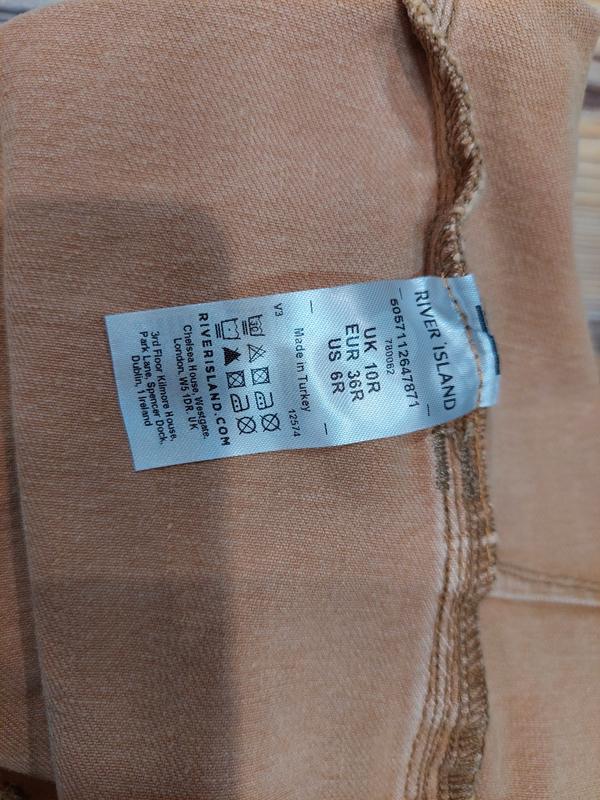 RIVER ISLAND
5057112647871
780062
UK 10R
EUR 36R
US 6R
Made in Turkey
12574
V3
30
RIVERISLAND.COM
Chelsea House, Westgate,
London, W5 1DR. UK
3rd Floor Kilmore House,
Park Lane, Spencer Dock,
Dublin, 1 Ireland